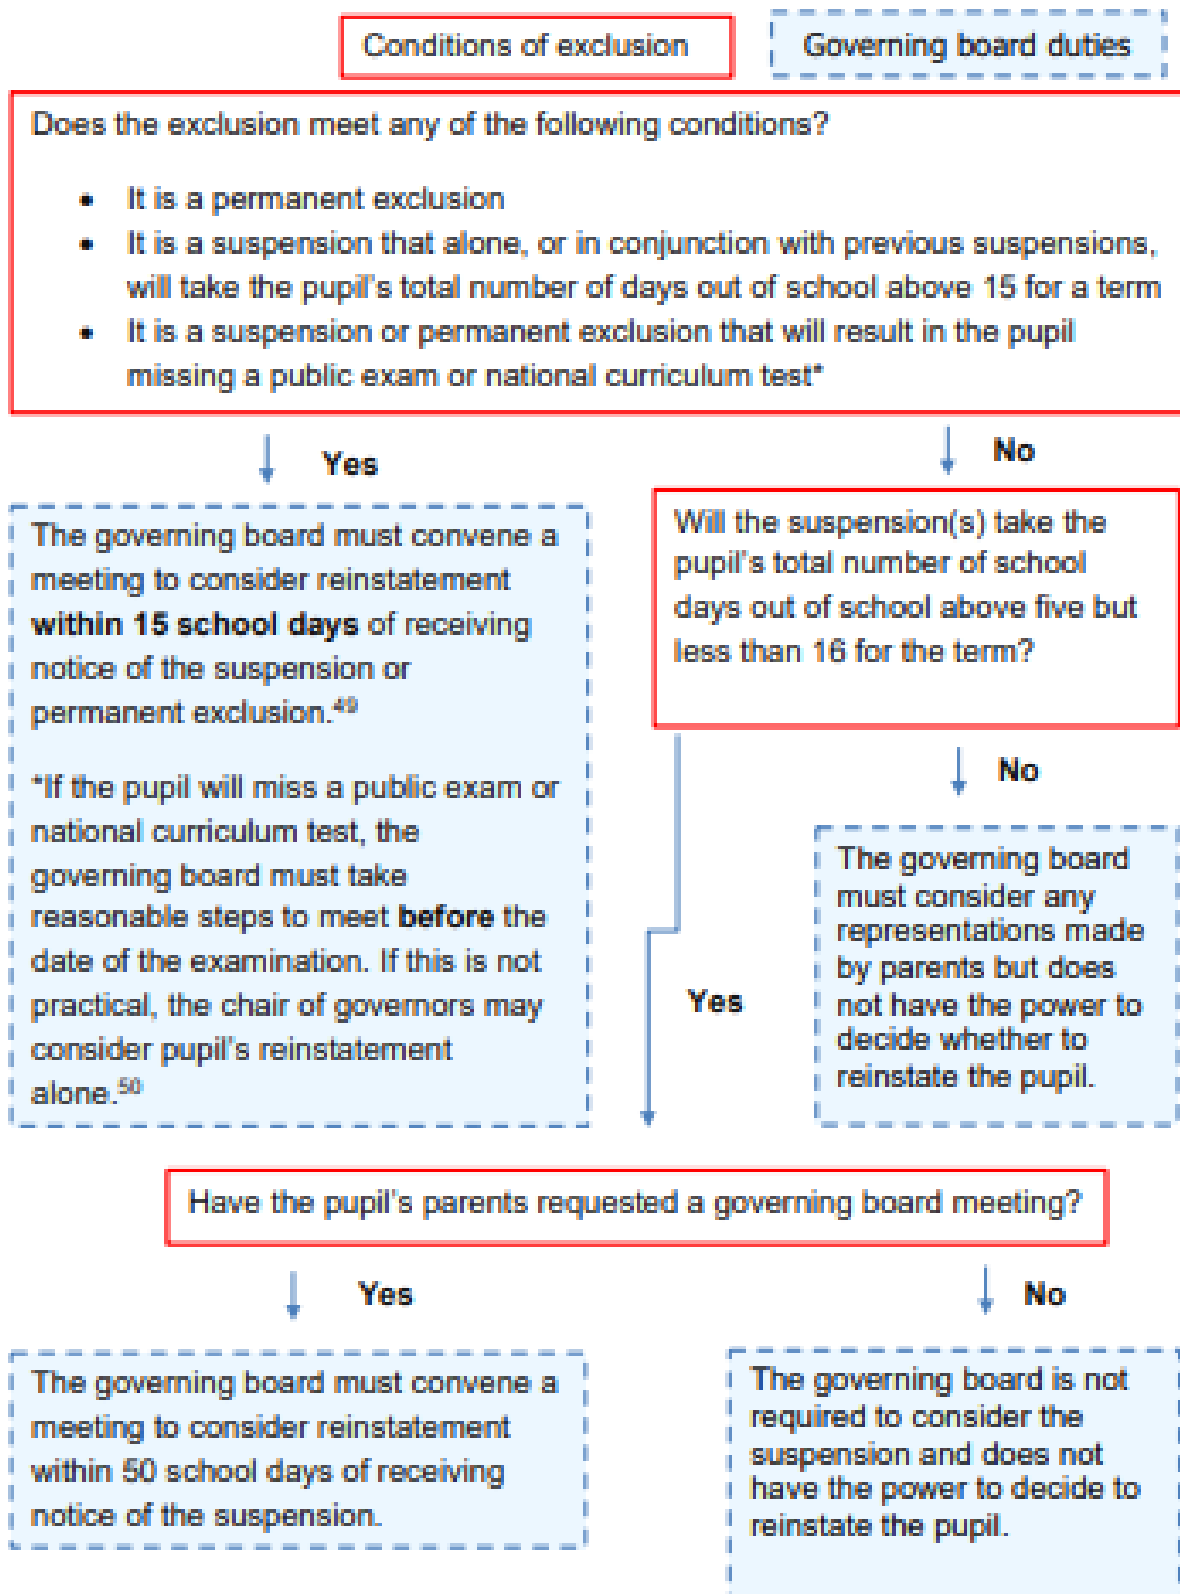 Conditions of exclusion
Governing board duties
Does the exclusion meet any of the following conditions?
• It is a permanent exclusion
• It is a suspension that alone, or in conjunction with previous suspensions,
will take the pupil's total number of days out of school above 15 for a term
• It is a suspension or permanent exclusion that will result in the pupil
missing a public exam or national curriculum test*
Yes
No
The governing board must convene a
meeting to consider reinstatement
within 15 school days of receiving
notice of the suspension or
permanent exclusion.49
*If the pupil will miss a public exam or
national curriculum test, the
governing board must take
reasonable steps to meet before the
date of the examination. If this is not
practical, the chair of governors may
consider pupil's reinstatement
alone.50
Will the suspension(s) take the
pupil's total number of school
days out of school above five but
less than 16 for the term?
No
The governing board
must consider any
representations made
by parents but does
not have the power to
decide whether to
reinstate the pupil.
Yes
Have the pupil's parents requested a governing board meeting?
Yes
No
The governing board must convene a
meeting to consider reinstatement
within 50 school days of receiving
notice of the suspension.
The governing board is not
required to consider the
suspension and does not
have the power to decide to
reinstate the pupil.